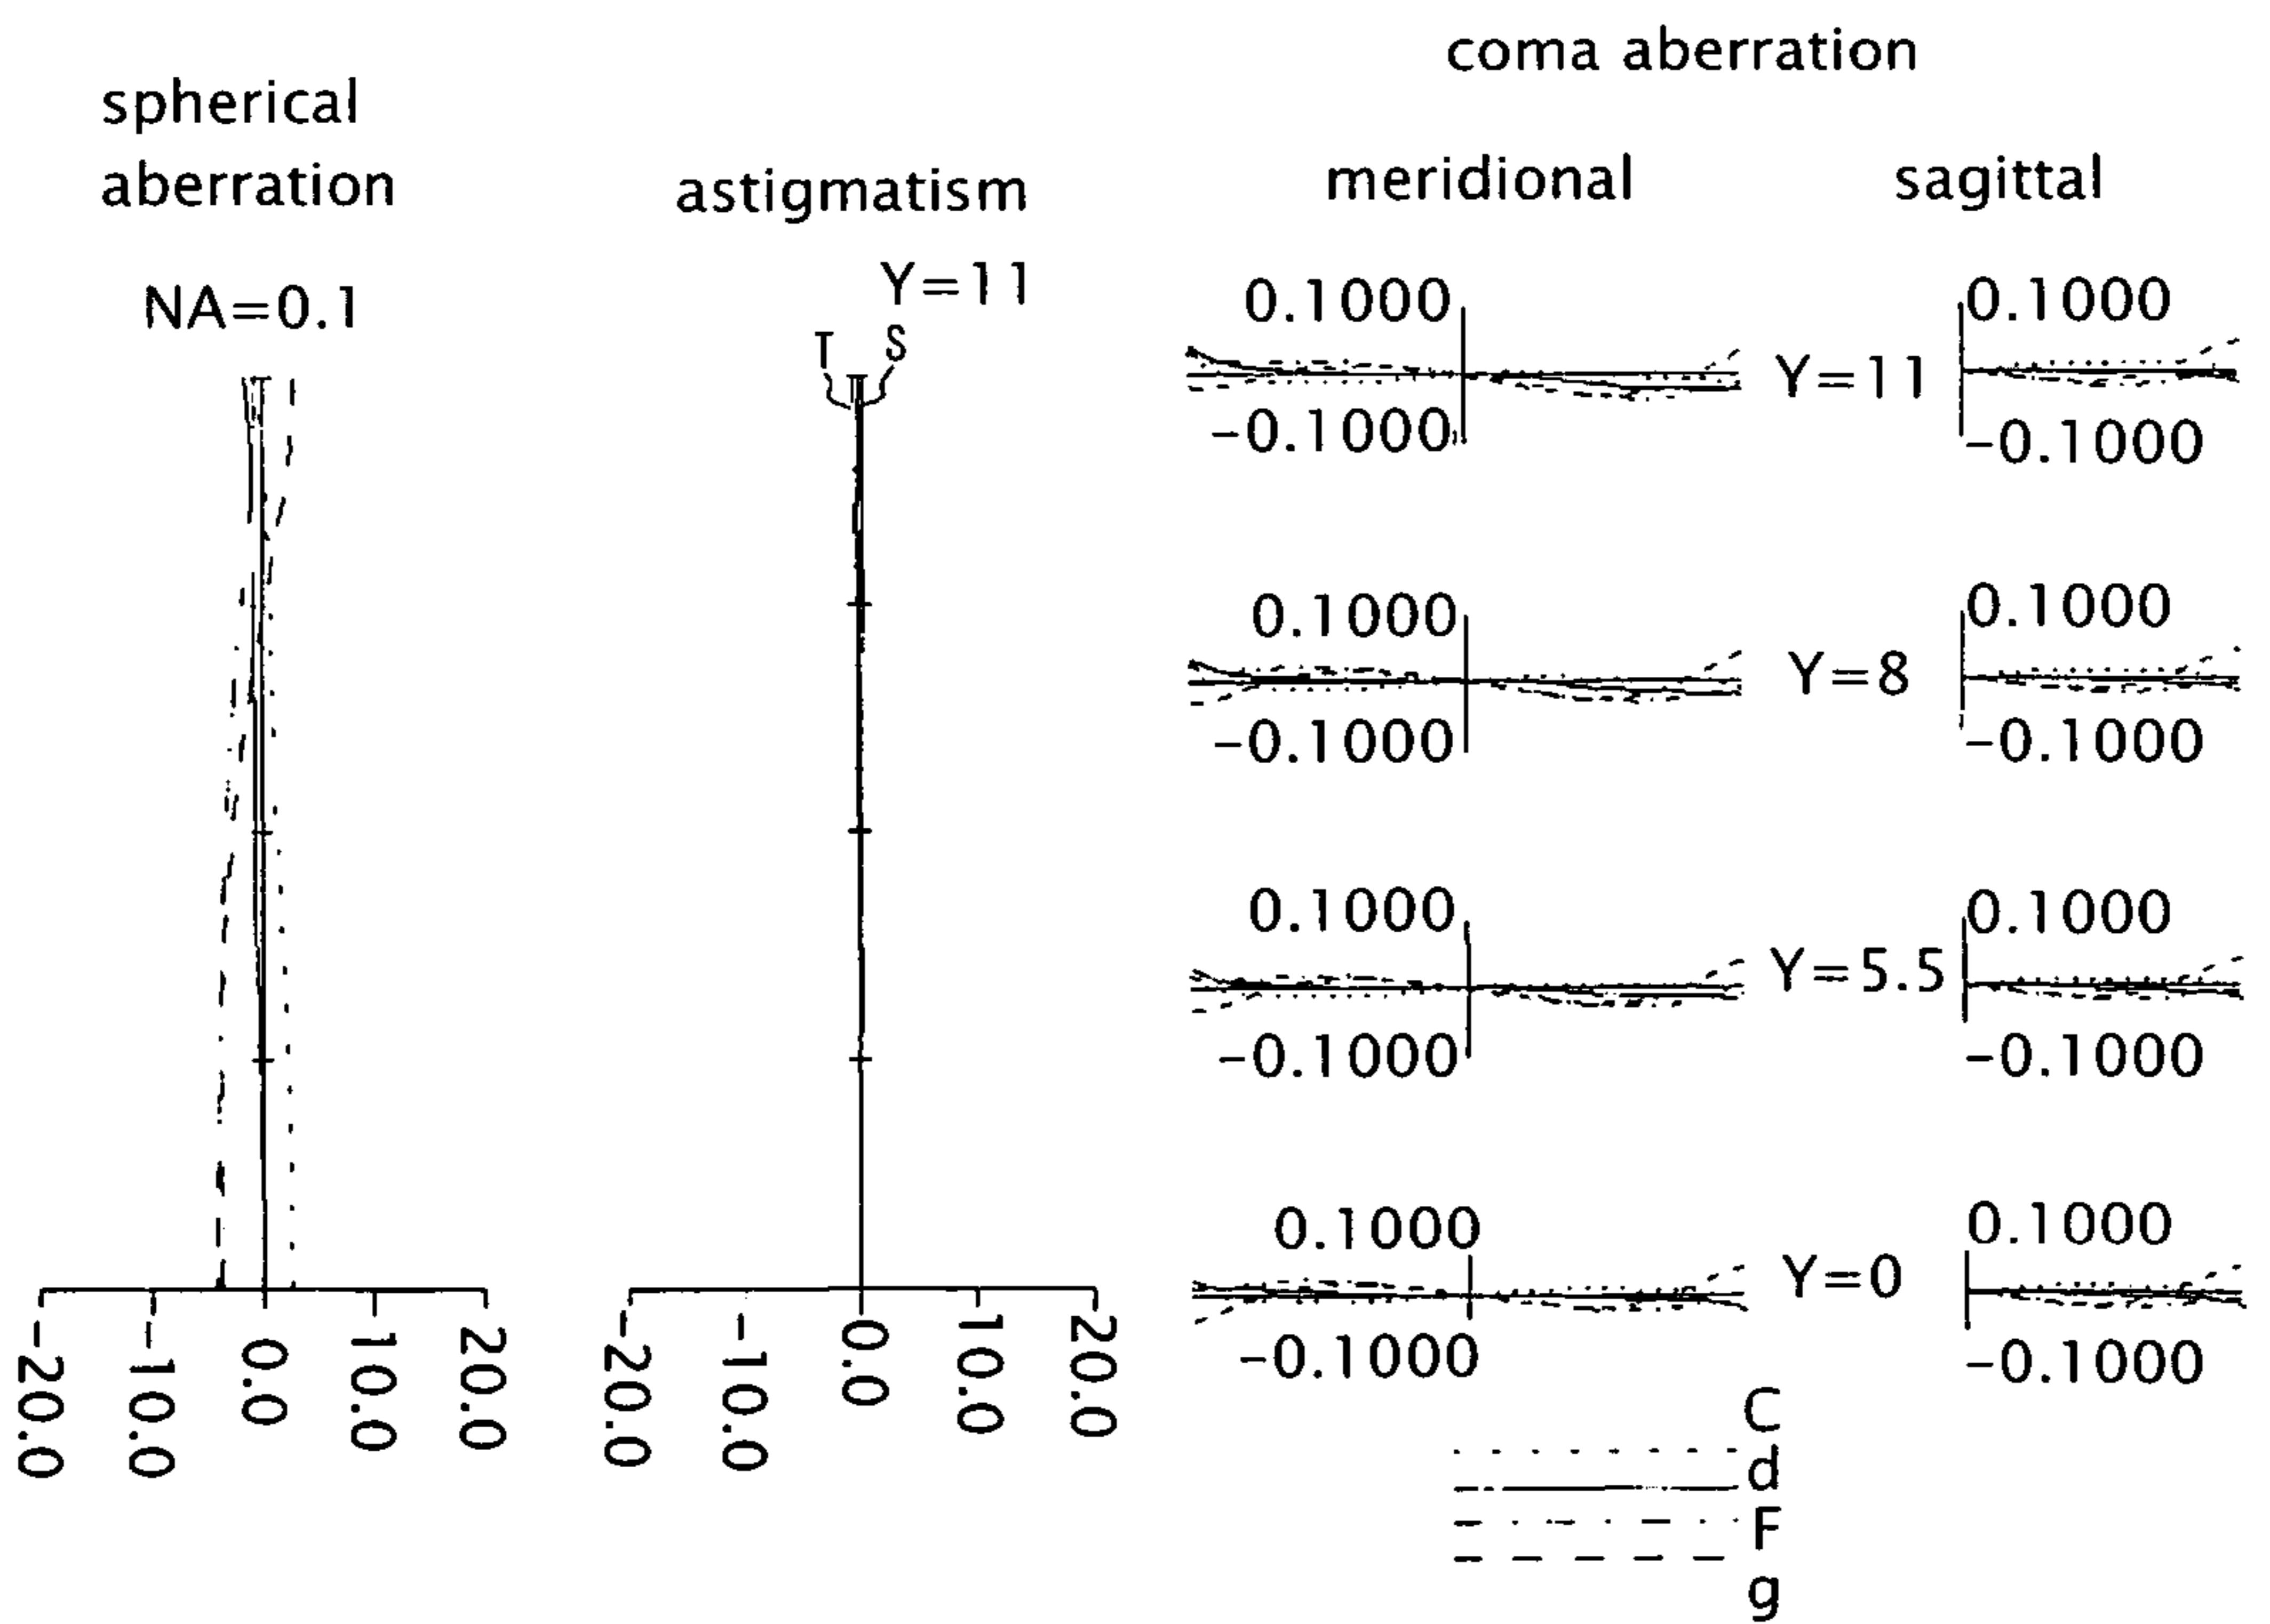 spherical
aberration
NA=0.1
-20.0
-10.0
0.0
10.0
20.0
astigmatism
Y=11
T S
-20.0
-10.0
0.0
10.0
20.0
coma aberration
meridional sagittal
0.1000 0.1000
Y=11
-0.1000 -0.1000
0.1000 0.1000
Y=8
-0.1000 -0.1000
0.1000 0.1000
Y=5.5
-0.1000 -0.1000
0.1000 0.1000
Y=0
-0.1000 -0.1000
C
d
F
g